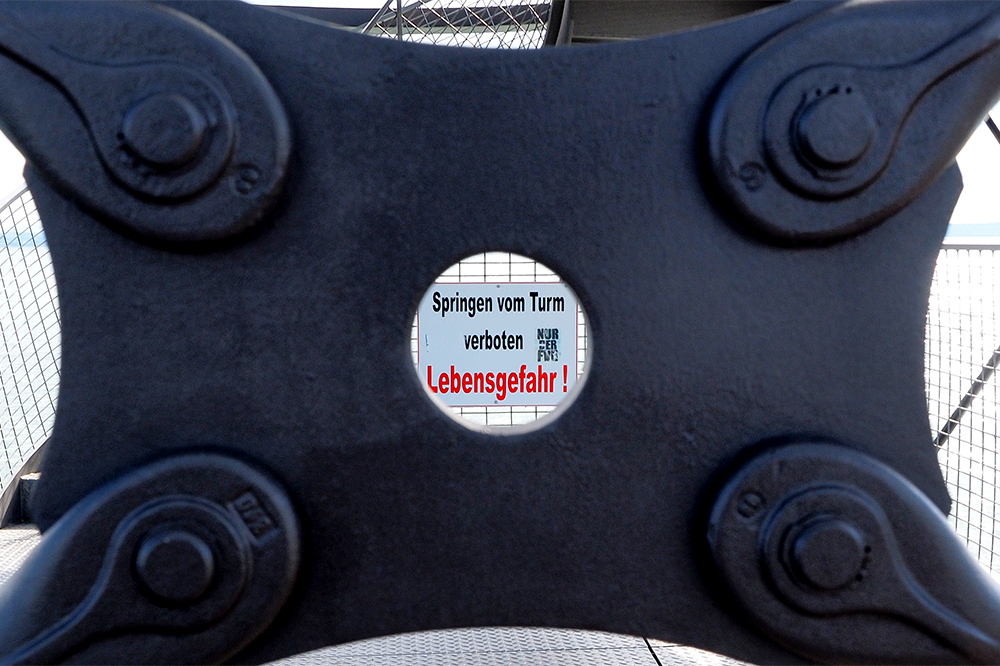 Springen vom Turm
verboten
NUR
DER
Lebensgefahr !